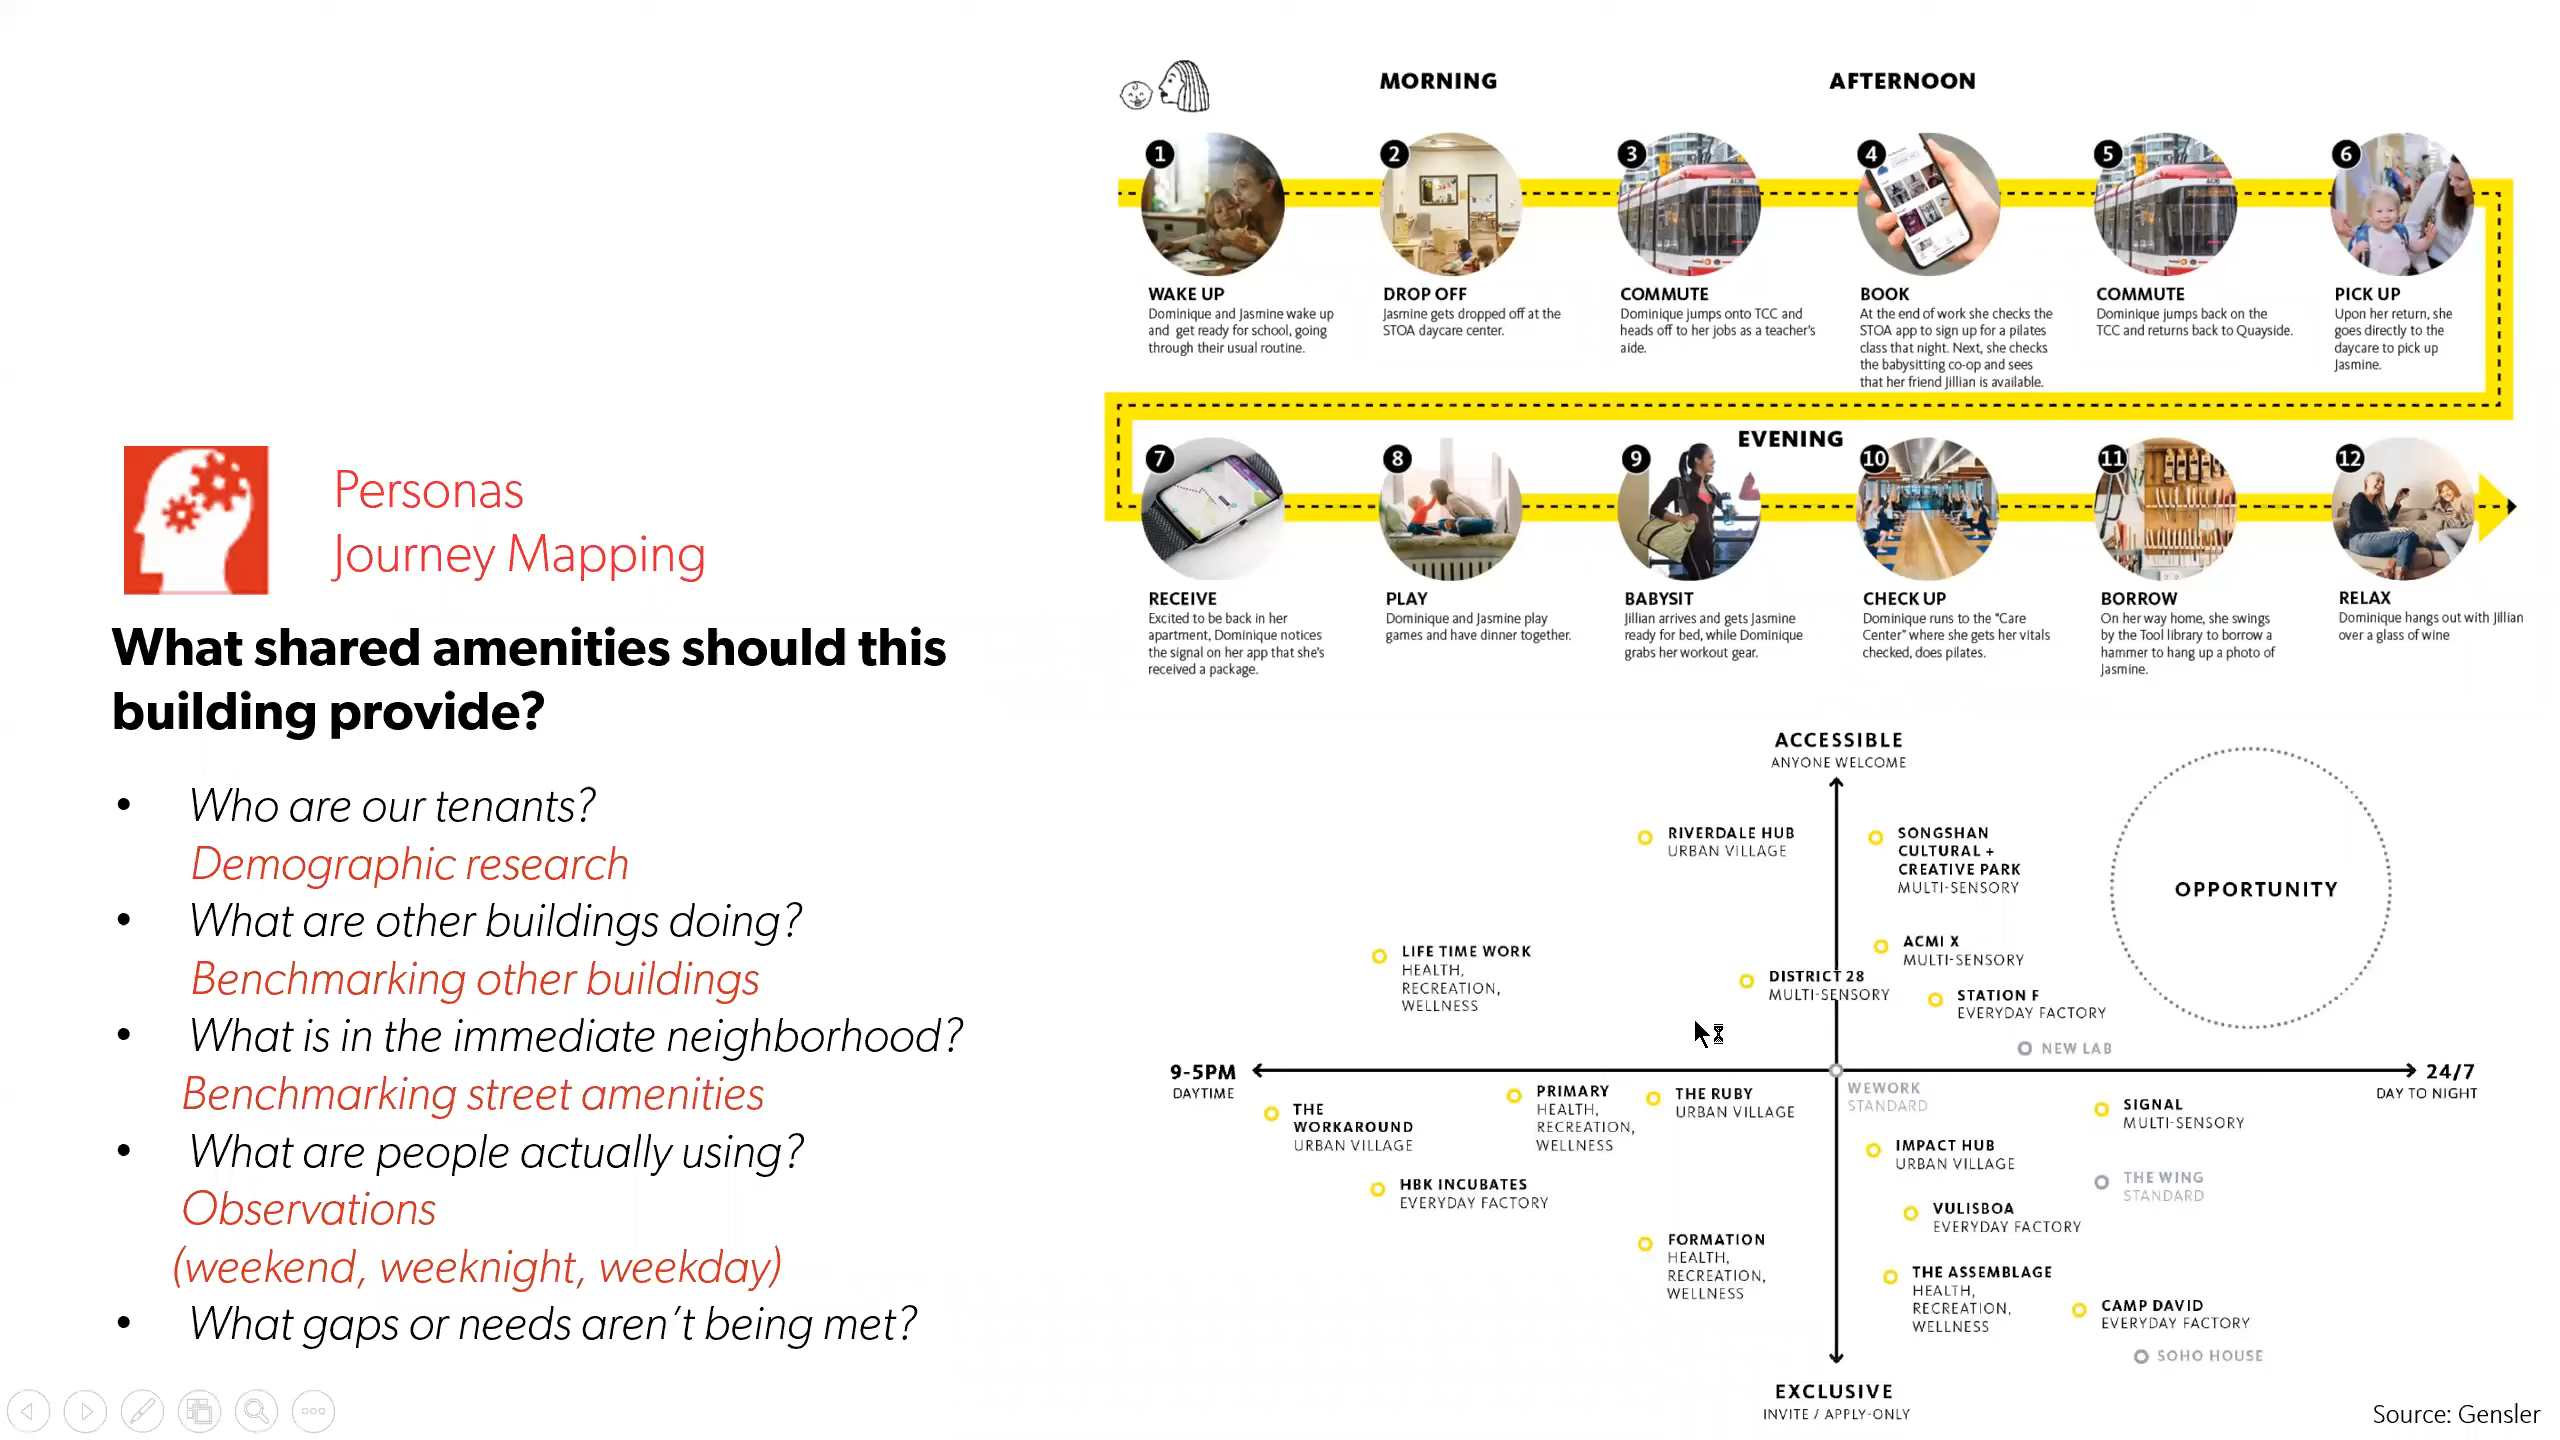 Personas
Journey Mapping
What shared amenities should this
building provide?
• Who are our tenants?
Demographic research
• What are other buildings doing?
Benchmarking other buildings
• What is in the immediate neighborhood?
Benchmarking street amenities
• What are people actually using?
Observations
(weekend, weeknight, weekday)
• What gaps or needs aren't being met?
MORNING
AFTERNOON
1
WAKE UP
Dominique and Jasmine wake up
and get ready for school, going
through their usual routine.
2
DROP OFF
Jasmine gets dropped off at the
STOA daycare center.
3
COMMUTE
Dominique jumps onto TCC and
heads off to her jobs as a teacher's
aide.
4
BOOK
At the end of work she checks the
STOA app to sign up for a pilates
class that night. Next, she checks
the babysitting co-op and sees
that her friend Jillian is available.
5
COMMUTE
Dominique jumps back on the
TCC and returns back to Quayside.
6
PICK UP
Upon her return, she
goes directly to the
daycare to pick up
Jasmine.
EVENING
7
RECEIVE
Excited to be back in her
apartment, Dominique notices
the signal on her app that she's
received a package.
8
PLAY
Dominique and Jasmine play
games and have dinner together.
9
BABYSIT
Jillian arrives and gets Jasmine
ready for bed, while Dominique
grabs her workout gear.
10
CHECK UP
Dominique runs to the "Care
Center" where she gets her vitals
checked, does pilates.
11
BORROW
On her way home, she swings
by the Tool library to borrow a
hammer to hang up a photo of
Jasmine.
12
RELAX
Dominique hangs out with Jillian
over a glass of wine
ACCESSIBLE
ANYONE WELCOME
RIVERDALE HUB
URBAN VILLAGE
SONGSHAN
CULTURAL +
CREATIVE PARK
MULTI-SENSORY
OPPORTUNITY
LIFE TIME WORK
HEALTH,
RECREATION,
WELLNESS
ACMI X
MULTI-SENSORY
DISTRICT 28
MULTI-SENSORY
STATION F
EVERYDAY FACTORY
NEW LAB
9-5PM
DAYTIME
24/7
DAY TO NIGHT
THE
WORKAROUND
URBAN VILLAGE
PRIMARY
HEALTH,
RECREATION,
WELLNESS
THE RUBY
URBAN VILLAGE
WEWORK
STANDARD
SIGNAL
MULTI-SENSORY
IMPACT HUB
URBAN VILLAGE
THE WING
STANDARD
HBK INCUBATES
EVERYDAY FACTORY
VULISBOA
EVERYDAY FACTORY
FORMATION
HEALTH,
RECREATION,
WELLNESS
THE ASSEMBLAGE
HEALTH,
RECREATION,
WELLNESS
CAMP DAVID
EVERYDAY FACTORY
SOHO HOUSE
EXCLUSIVE
INVITE / APPLY-ONLY
Source: Gensler